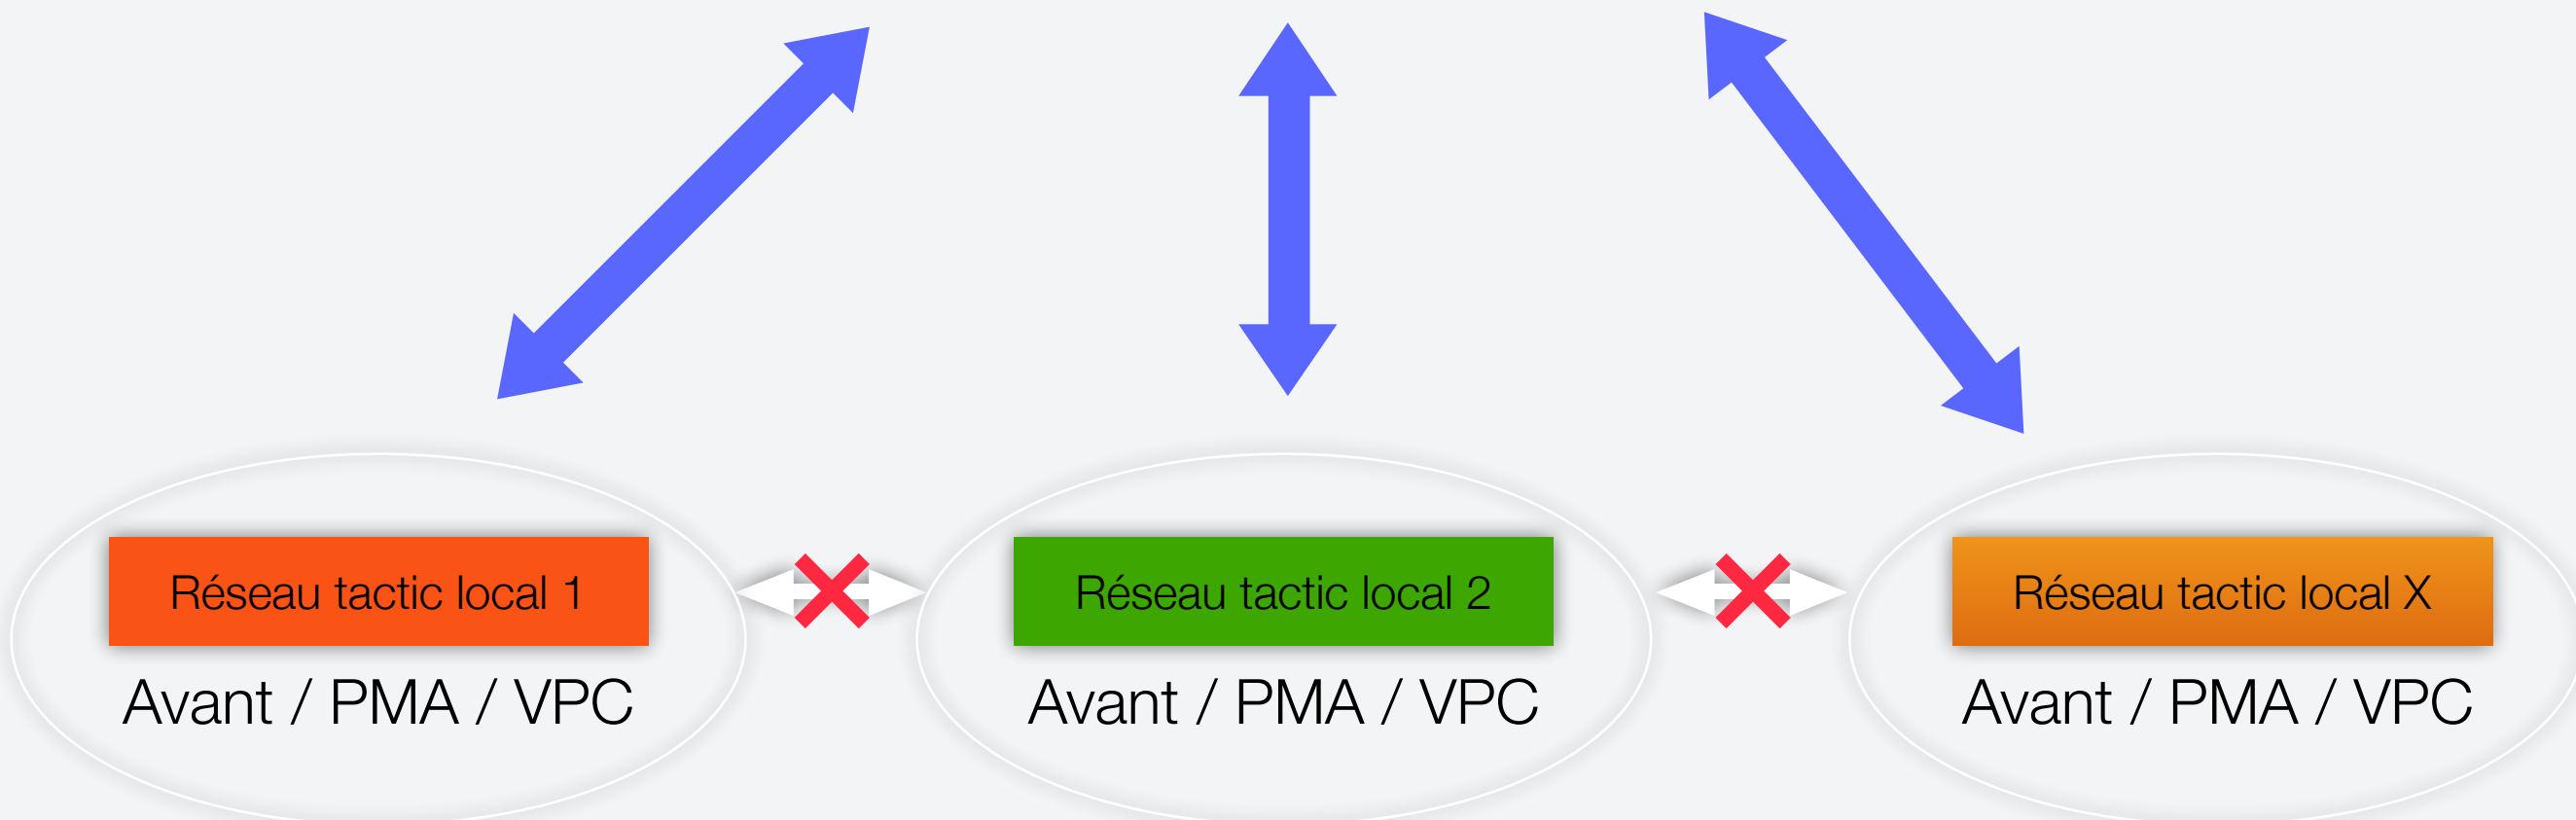 Réseau tactic local 1
Réseau tactic local 2
Réseau tactic local X
Avant / PMA / VPC
Avant / PMA / VPC
Avant / PMA / VPC